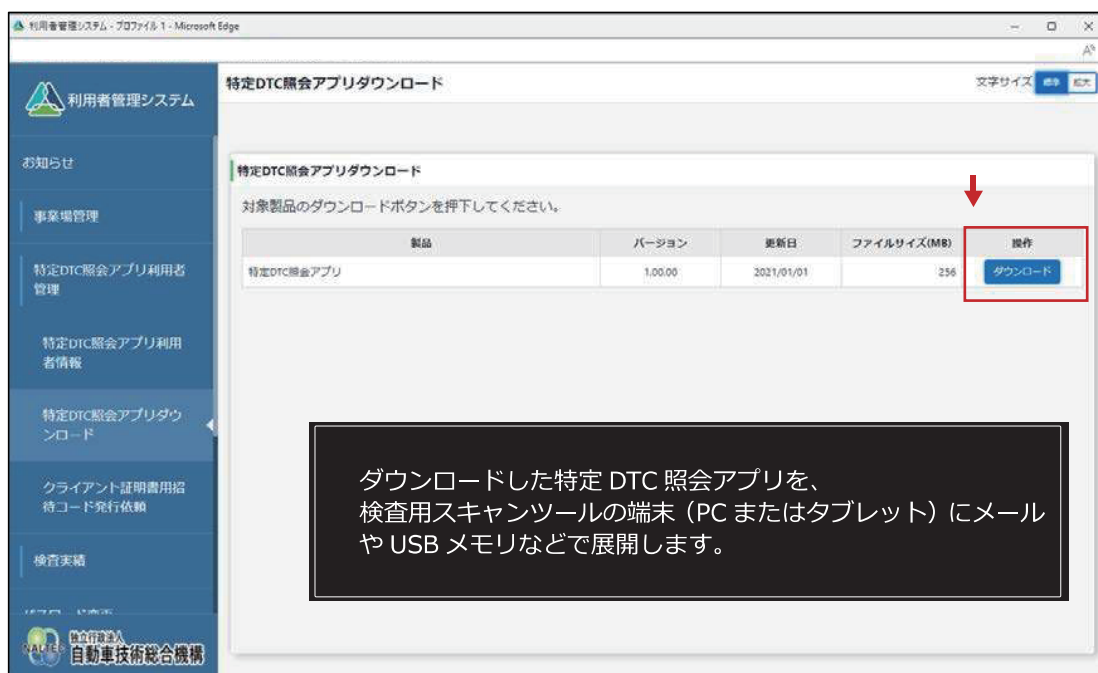 利用者管理システム - プロファイル 1 - Microsoft Edge
利用者管理システム
特定DTC照会アプリダウンロード
文字サイズ 標準 拡大
お知らせ
事業場管理
特定DTC照会アプリ利用者
管理
特定DTC照会アプリ利用
者情報
特定DTC照会アプリダウ
ンロード
クライアント証明書用招
待コード発行依頼
検査実績
パスワード変更
NALTEC
独立行政法人
自動車技術総合機構
特定DTC照会アプリダウンロード
対象製品のダウンロードボタンを押下してください。
製品 バージョン 更新日 ファイルサイズ(MB) 操作
特定DTC照会アプリ 1.00.00 2021/01/01 256 ダウンロード
ダウンロードした特定 DTC 照会アプリを、
検査用スキャンツールの端末（PC またはタブレット）にメール
や USB メモリなどで展開します。